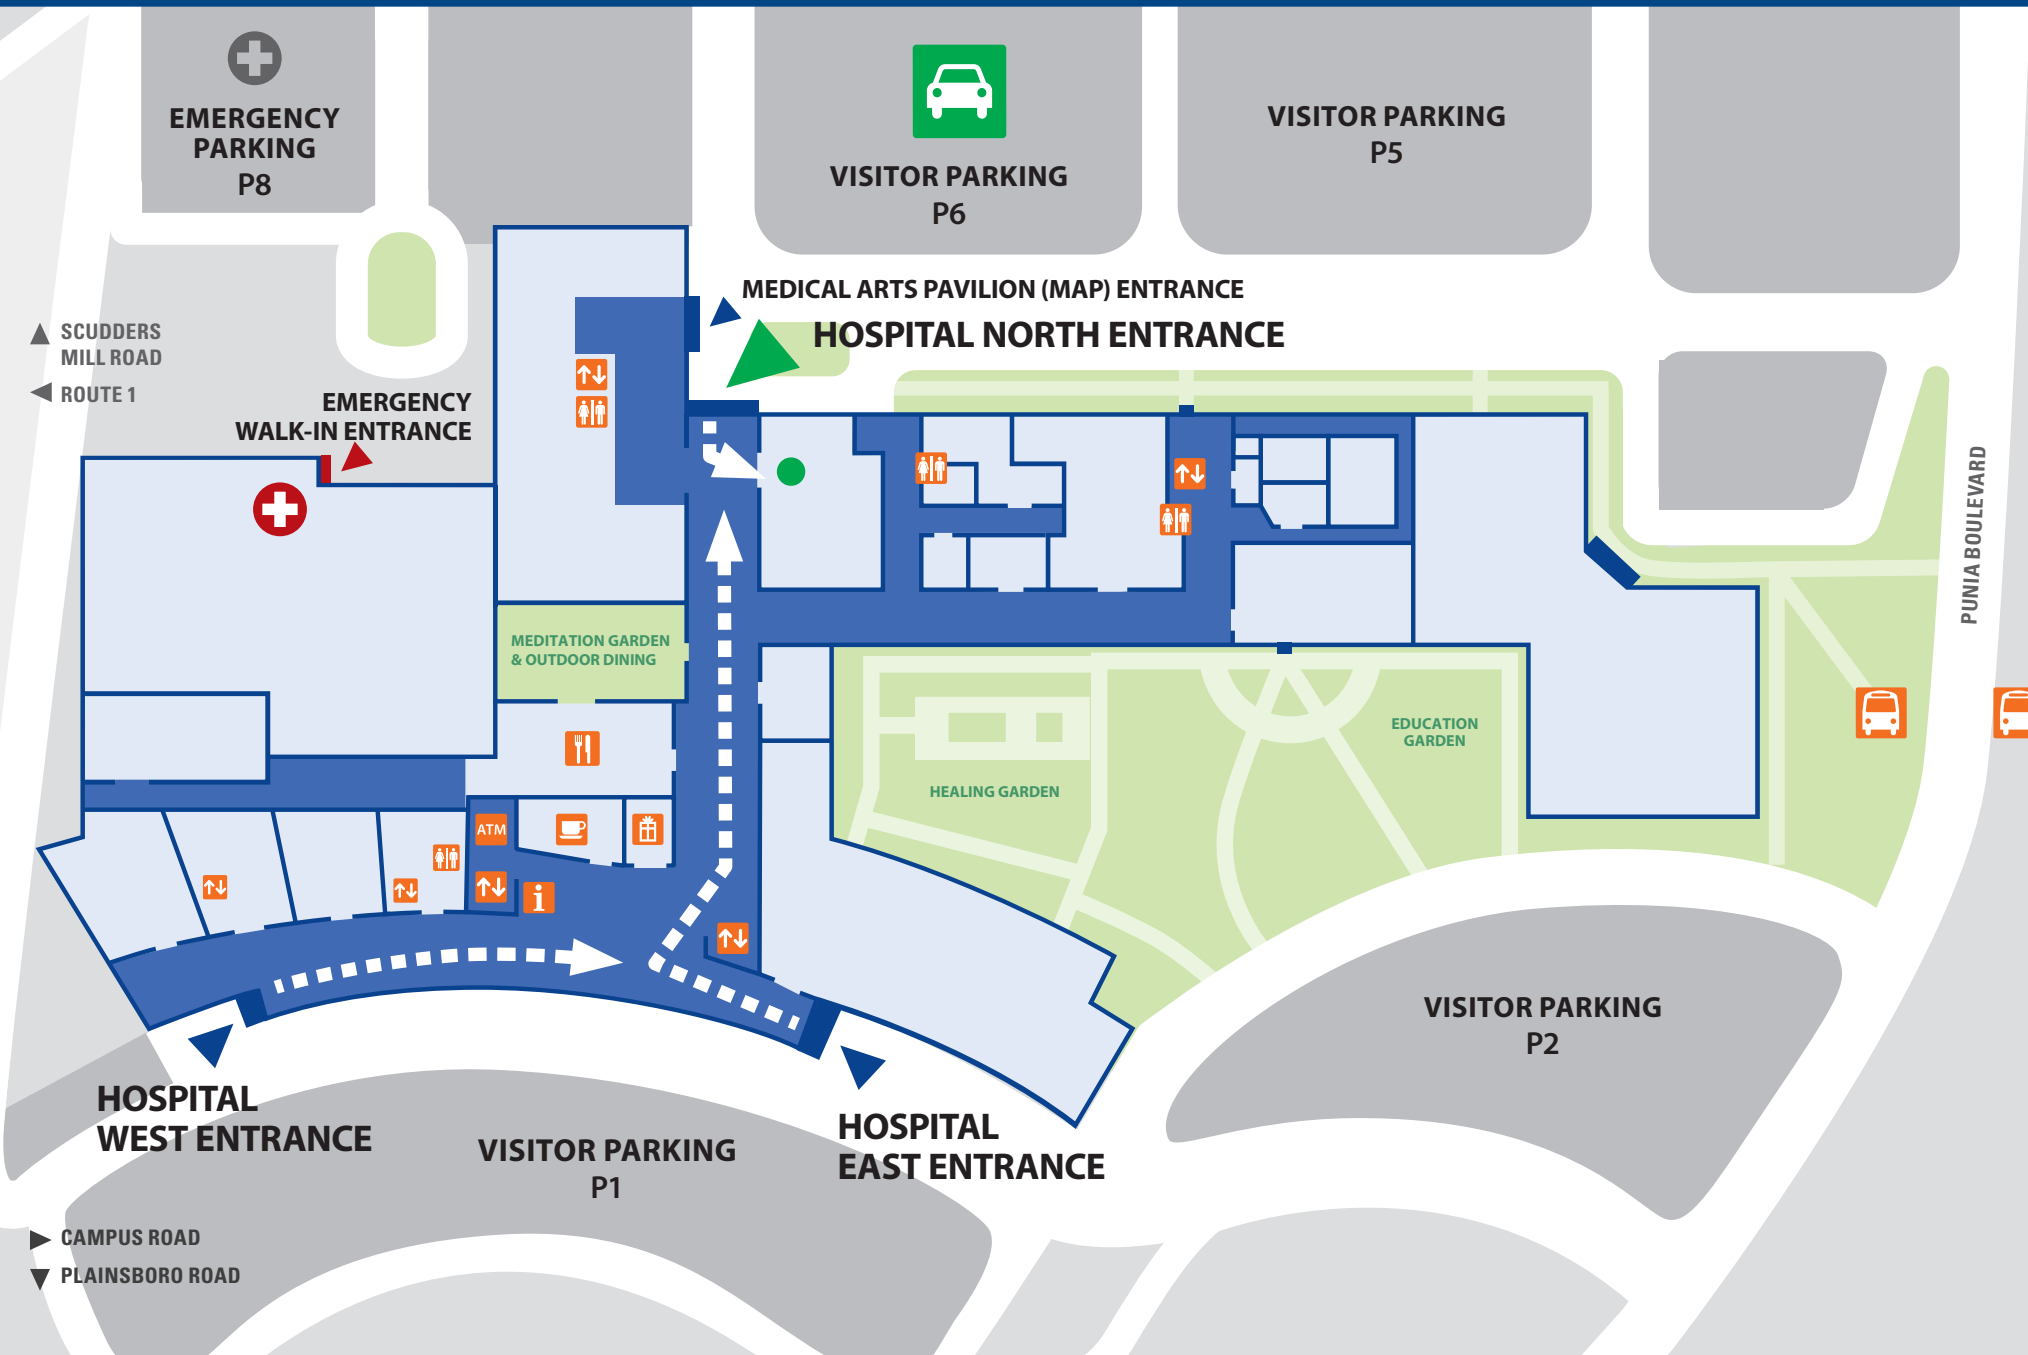 EMERGENCY
PARKING
P8
VISITOR PARKING
P6
VISITOR PARKING
P5
MEDICAL ARTS PAVILION (MAP) ENTRANCE
HOSPITAL NORTH ENTRANCE
SCUDDERS
MILL ROAD
ROUTE 1
EMERGENCY
WALK-IN ENTRANCE
PUNIA BOULEVARD
MEDITATION GARDEN
& OUTDOOR DINING
EDUCATION
GARDEN
HEALING GARDEN
ATM
i
VISITOR PARKING
P2
HOSPITAL
WEST ENTRANCE
VISITOR PARKING
P1
HOSPITAL
EAST ENTRANCE
CAMPUS ROAD
PLAINSBORO ROAD